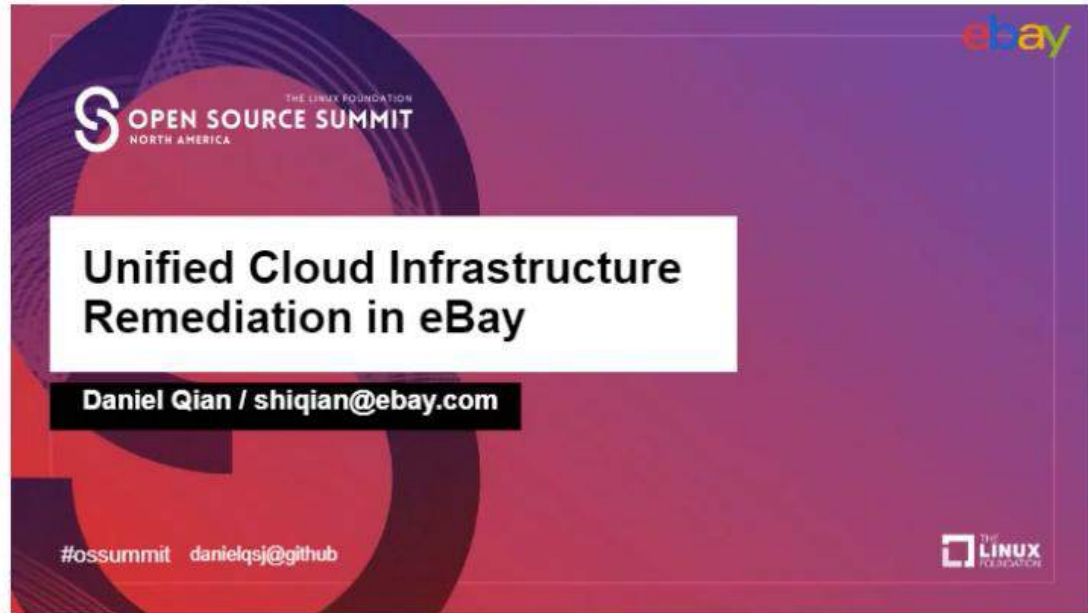 ebay
THE LINUX FOUNDATION
OPEN SOURCE SUMMIT
NORTH AMERICA
Unified Cloud Infrastructure
Remediation in eBay
Daniel Qian / shiqian@ebay.com
#ossummit danielqsj@github
THE
LINUX
FOUNDATION